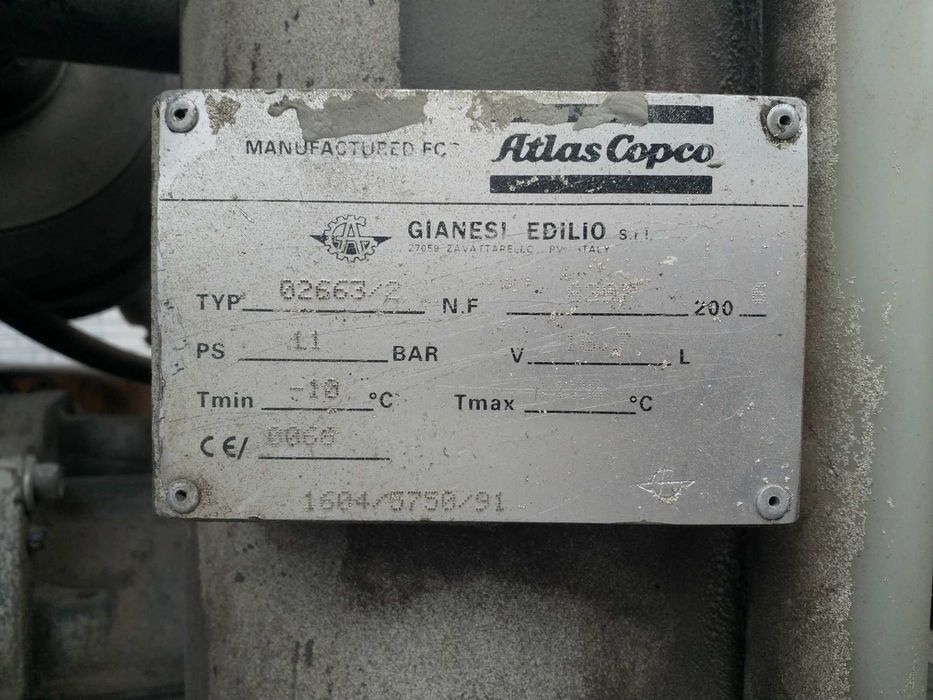 MANUFACTURED FOR Atlas Copco
GIANESI EDILIO s.r.l.
27059 ZAVATTARELLO PV ITALY
TYP 02663/2 N.F 200
PS 11 BAR V L
Tmin -10 °C Tmax °C
CE/ 0068
1604/5750/91